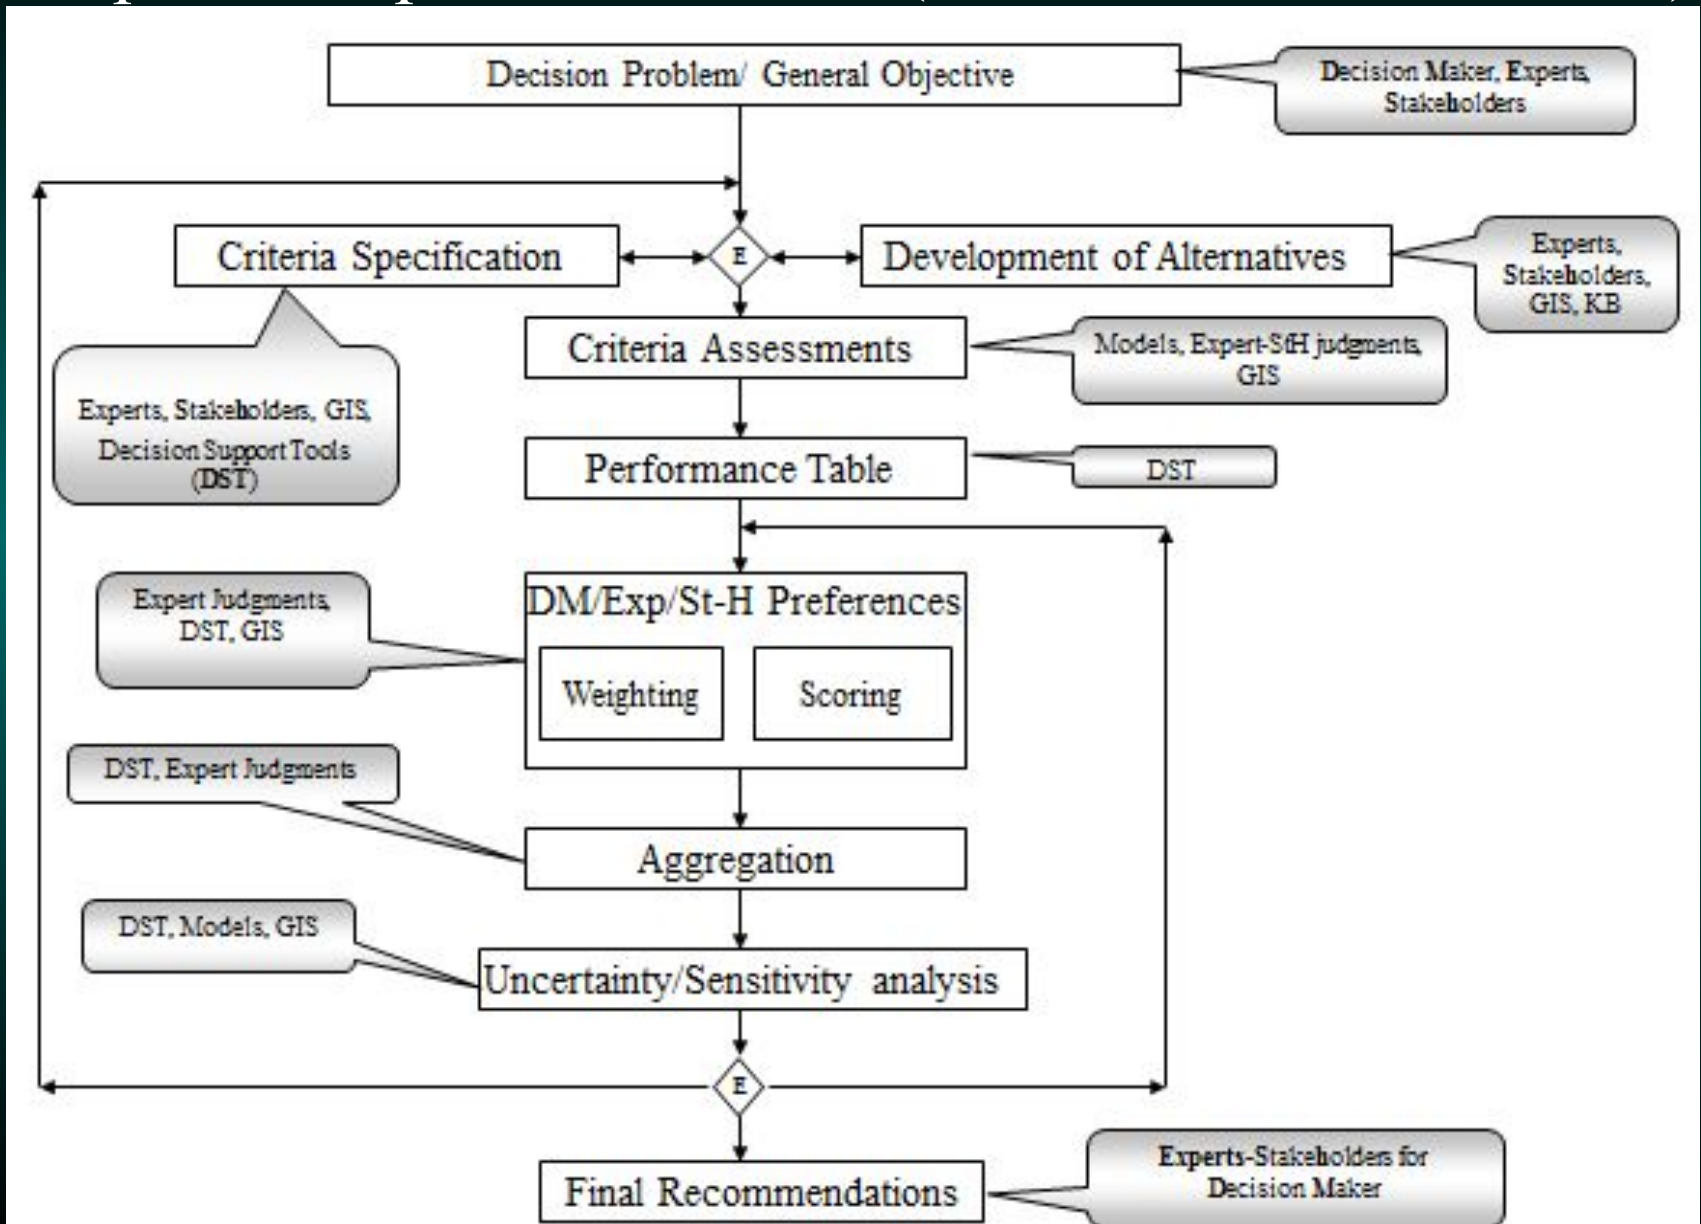 Decision Problem/ General Objective
Decision Maker, Experts,
Stakeholders
Criteria Specification
E
Development of Alternatives
Experts,
Stakeholders,
GIS, KB
Criteria Assessments
Models, Expert-StH judgments,
GIS
Experts, Stakeholders, GIS,
Decision Support Tools
(DST)
Performance Table
DST
Expert Judgments,
DST, GIS
DM/Exp/St-H Preferences
Weighting
Scoring
DST, Expert Judgments
Aggregation
DST, Models, GIS
Uncertainty/Sensitivity analysis
E
Final Recommendations
Experts-Stakeholders for
Decision Maker